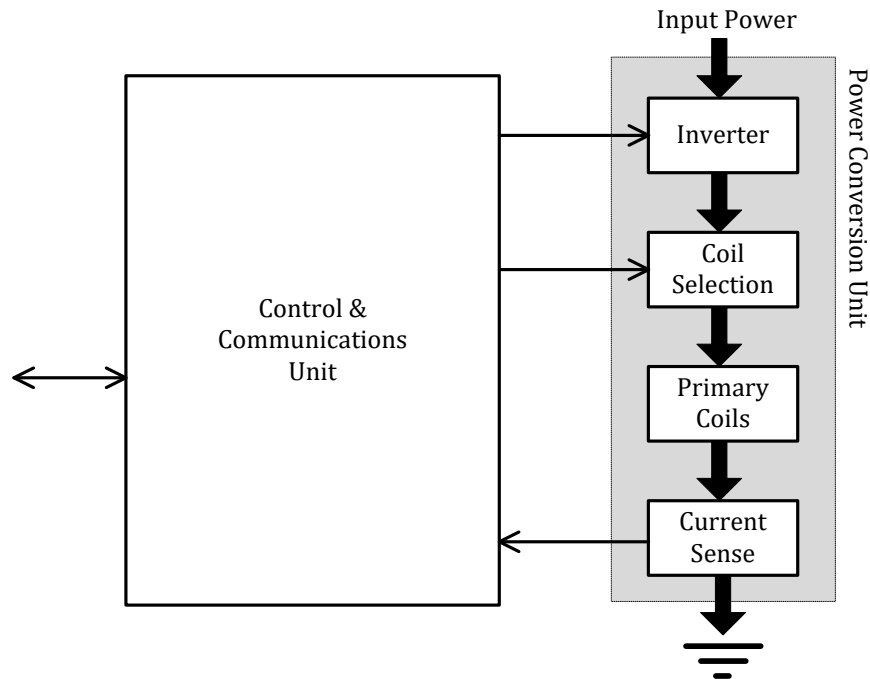 Input Power
Power Conversion Unit
Inverter
Coil
Selection
Control &
Communications
Unit
Primary
Coils
Current
Sense